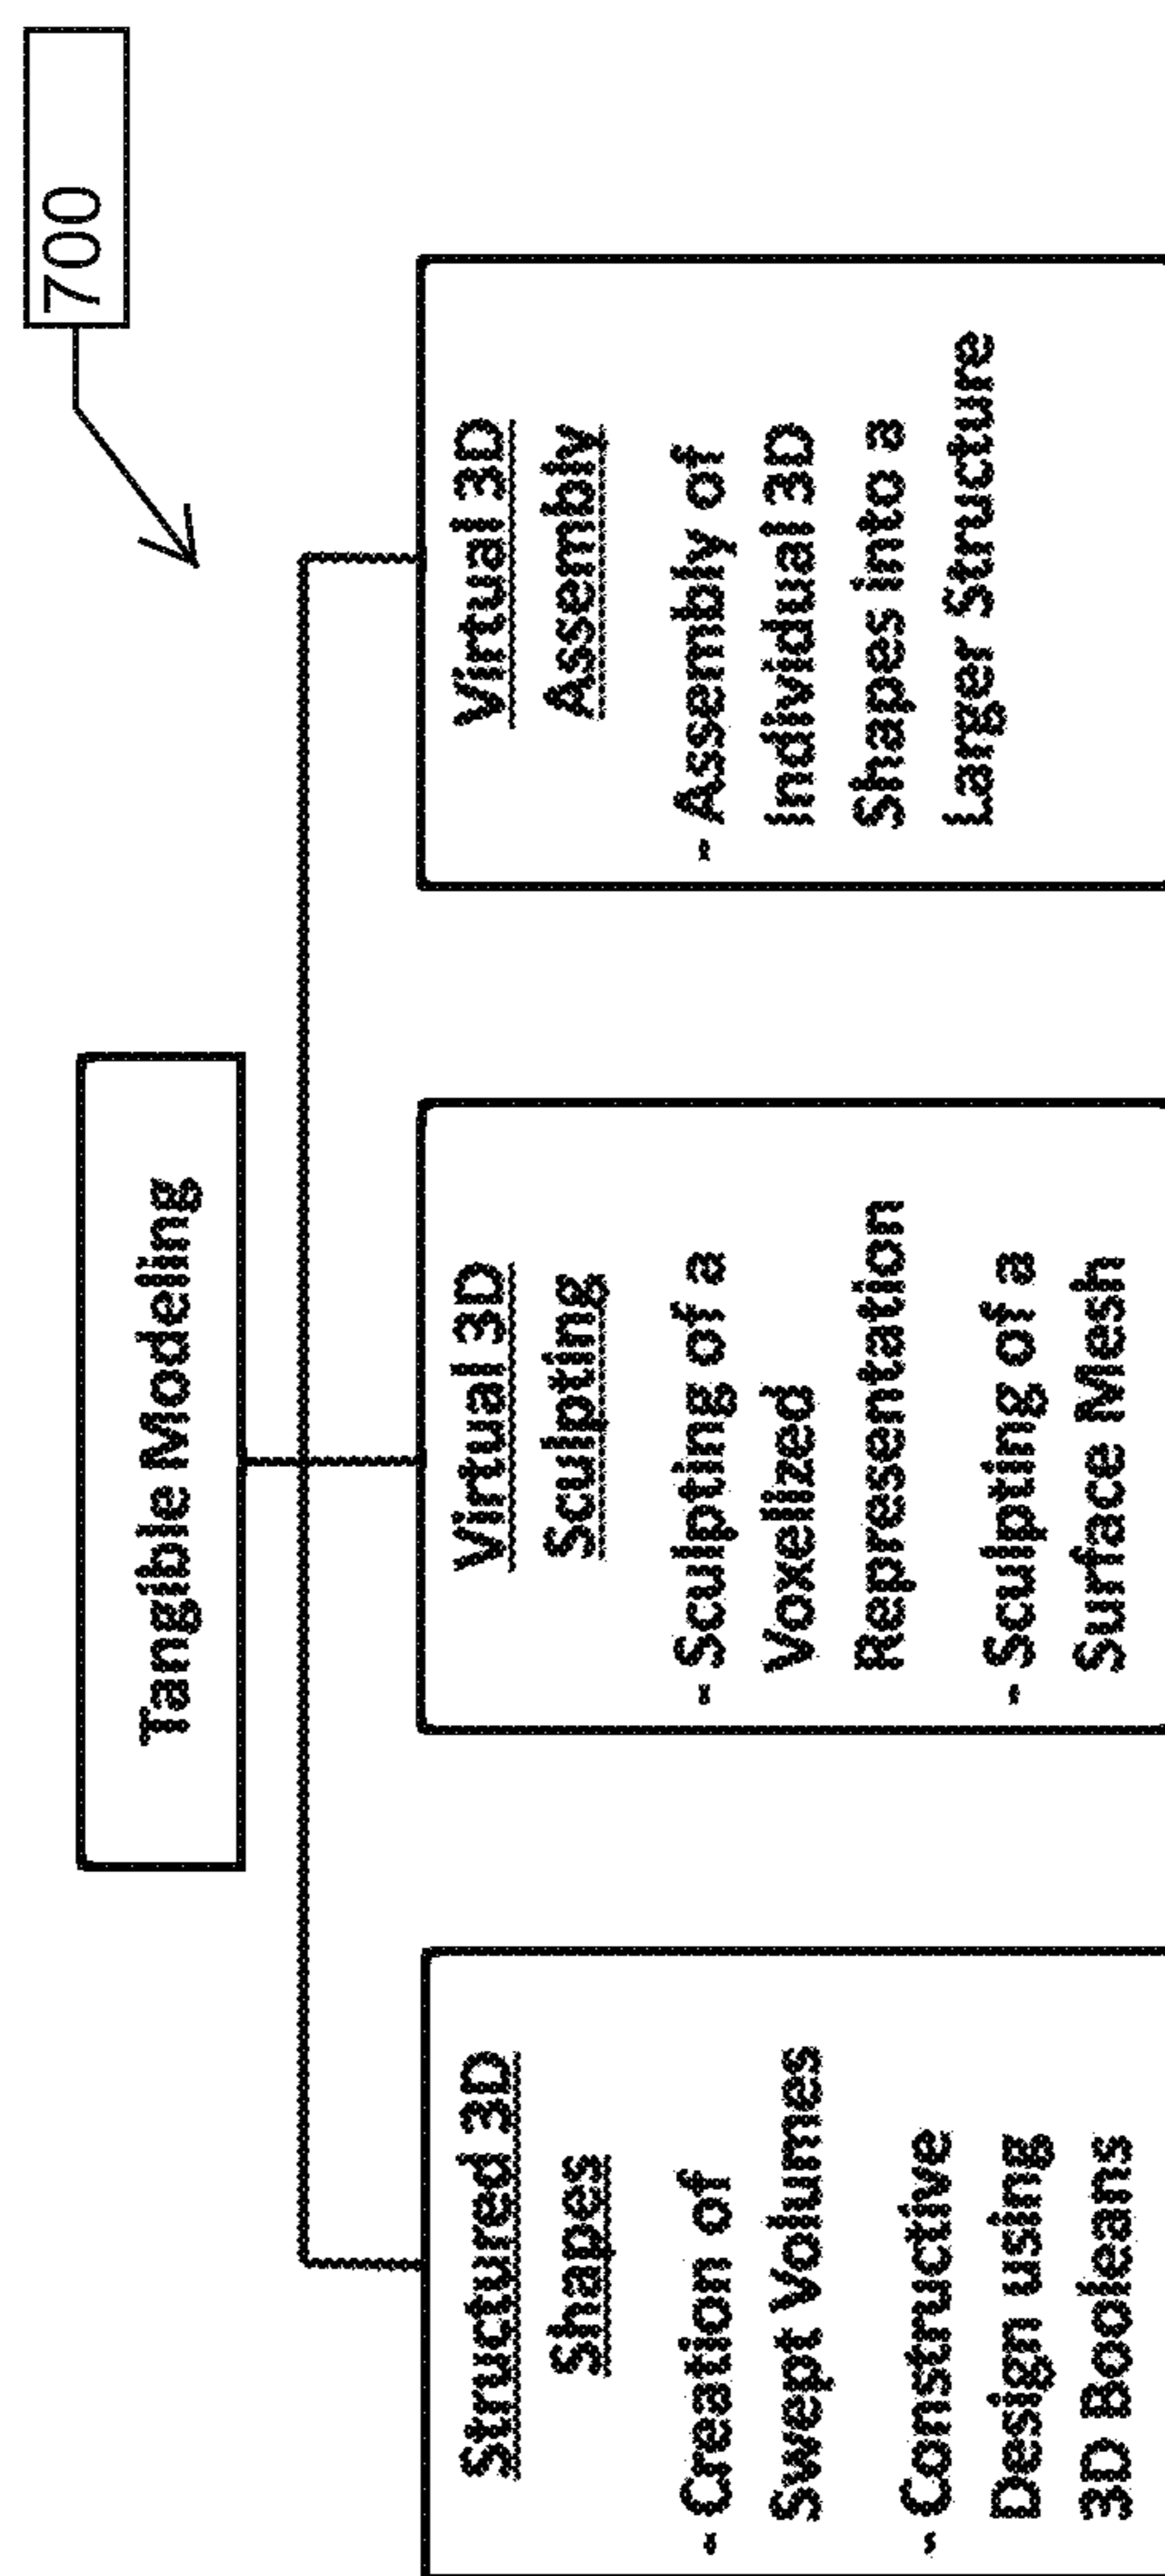 700
Tangible Modeling
Structured 3D
Shapes
- Creation of
Swept Volumes
- Constructive
Design using
3D Booleans
Virtual 3D
Sculpting
- Sculpting of a
Voxelized
Representation
- Sculpting of a
Surface Mesh
Virtual 3D
Assembly
- Assembly of
Individual 3D
Shapes into a
Larger Structure